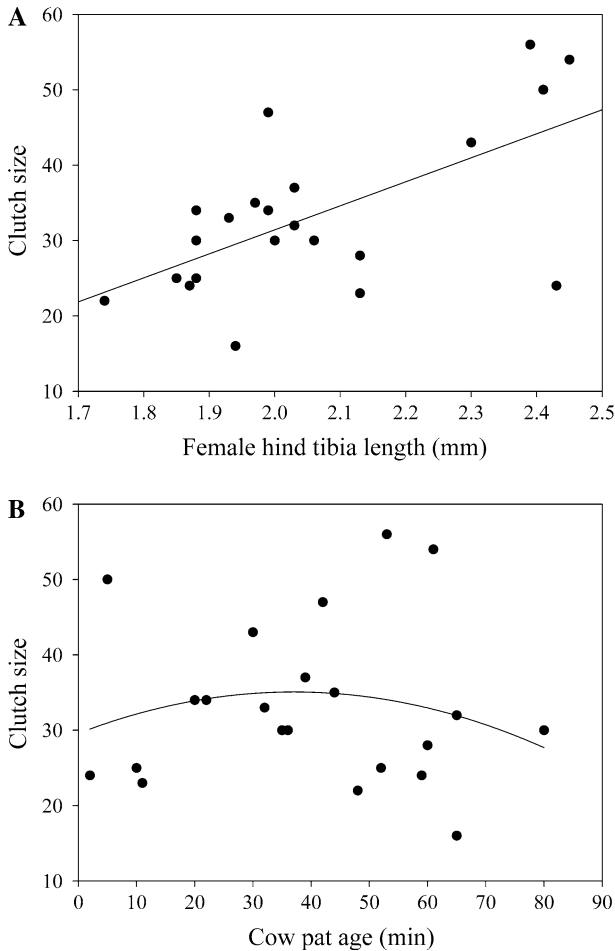 A
60
50
40
30
20
10
Clutch size
1.7 1.8 1.9 2.0 2.1 2.2 2.3 2.4 2.5
Female hind tibia length (mm)
B
60
50
40
30
20
10
Clutch size
0 10 20 30 40 50 60 70 80 90
Cow pat age (min)